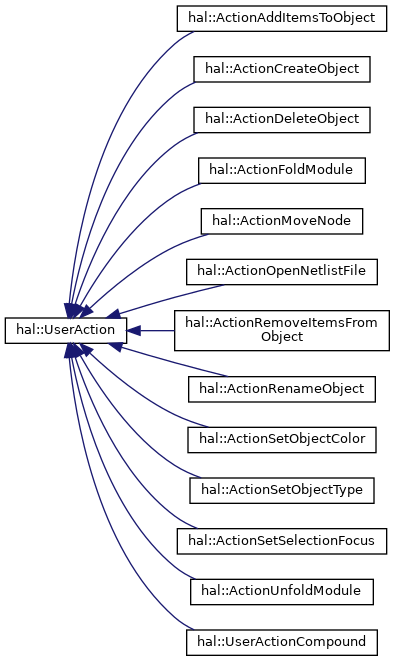 hal::ActionAddItemsToObject
hal::ActionCreateObject
hal::ActionDeleteObject
hal::ActionFoldModule
hal::ActionMoveNode
hal::ActionOpenNetlistFile
hal::UserAction
hal::ActionRemoveItemsFrom
Object
hal::ActionRenameObject
hal::ActionSetObjectColor
hal::ActionSetObjectType
hal::ActionSetSelectionFocus
hal::ActionUnfoldModule
hal::UserActionCompound